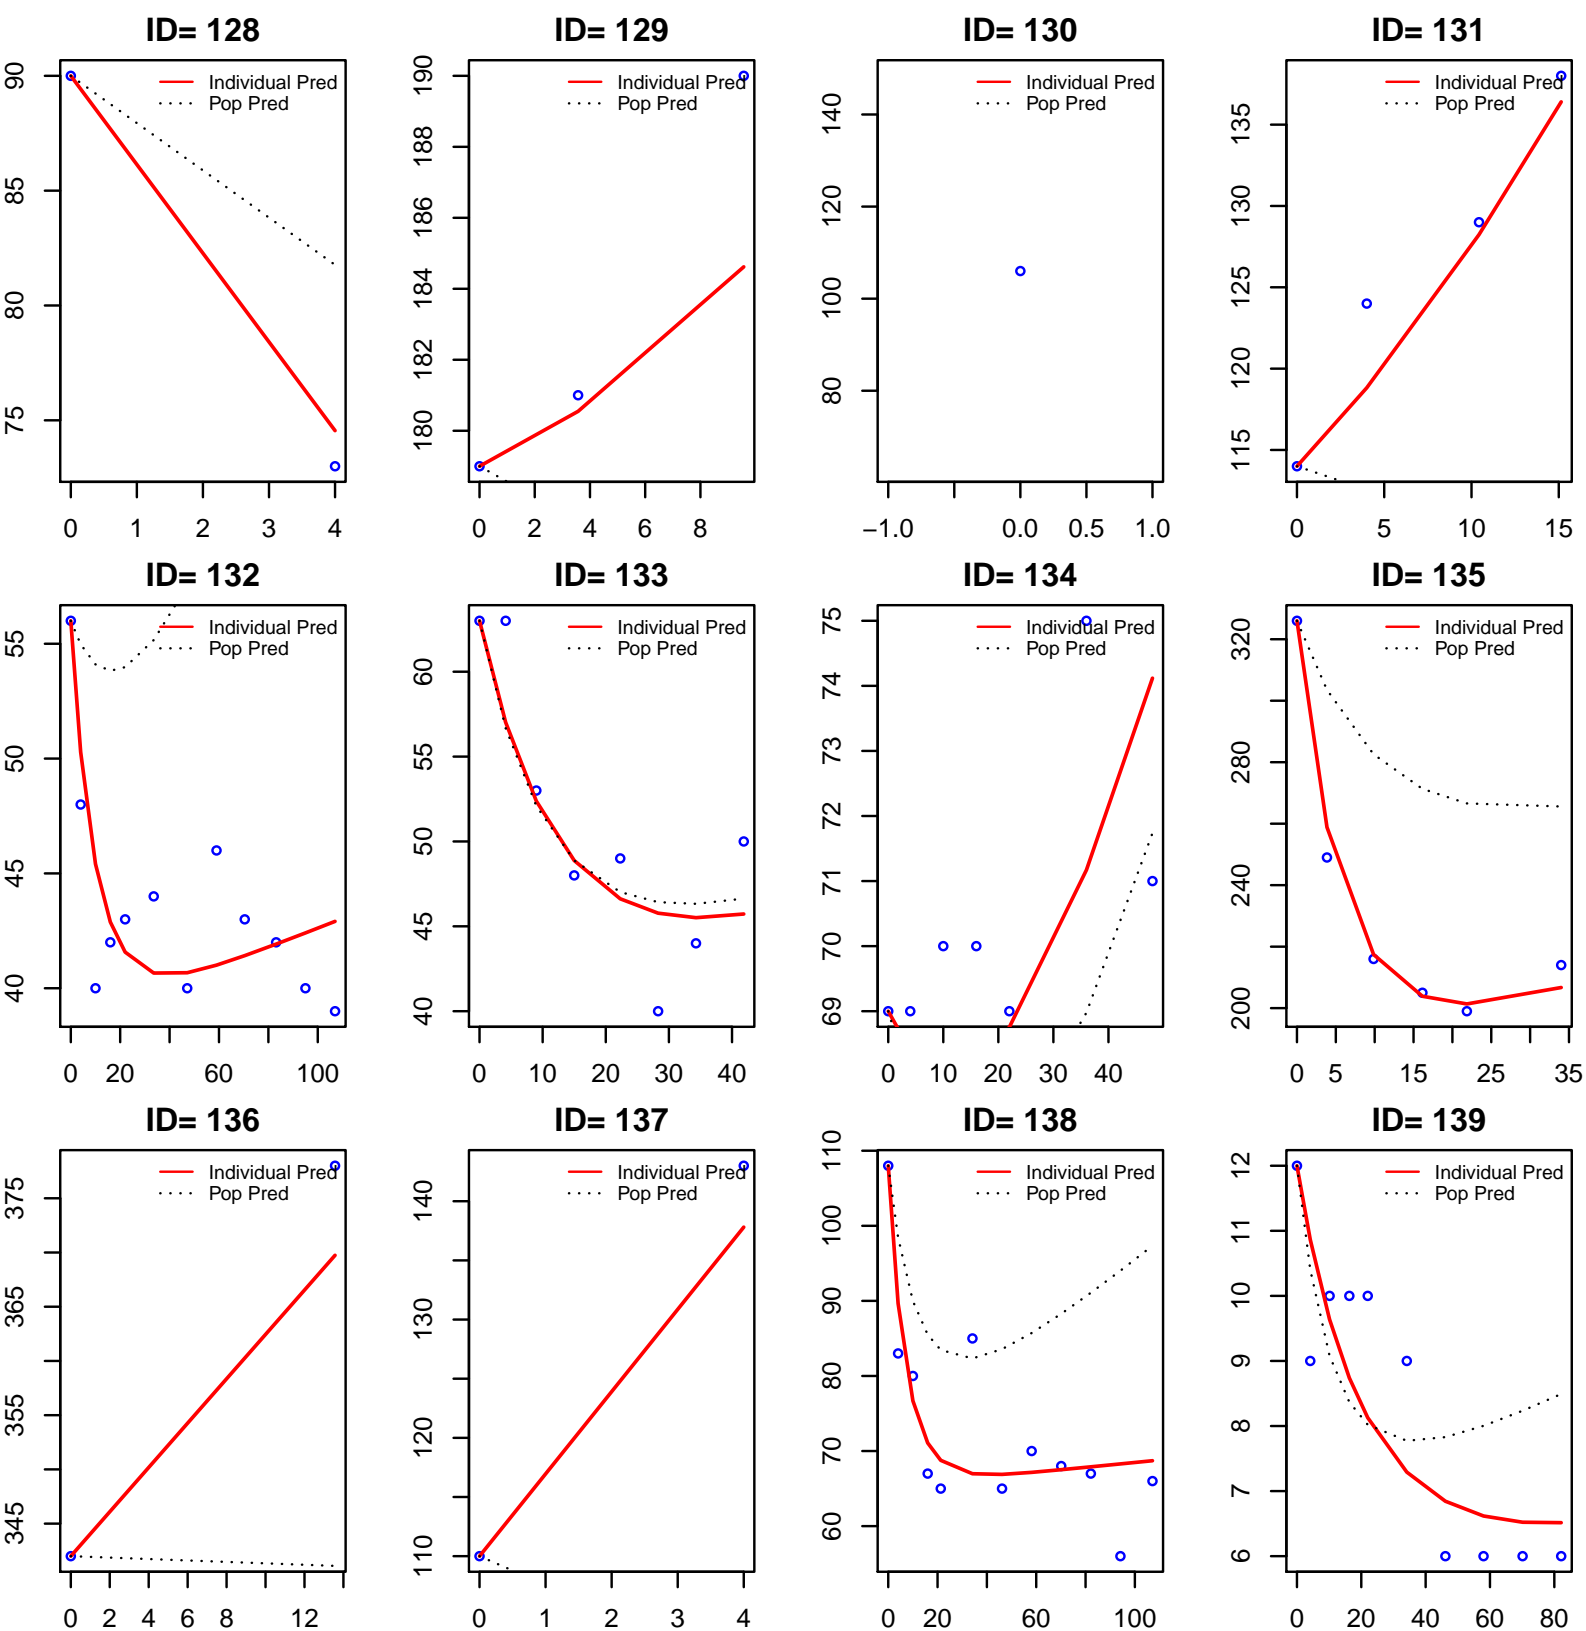 ID= 128
Individual Pred
Pop Pred
90
85
80
75
0 1 2 3 4
ID= 129
Individual Pred
Pop Pred
190
188
186
184
182
180
0 2 4 6 8
ID= 130
Individual Pred
Pop Pred
140
120
100
80
−1.0 0.0 0.5 1.0
ID= 131
Individual Pred
Pop Pred
135
130
125
120
115
0 5 10 15
ID= 132
Individual Pred
Pop Pred
55
50
45
40
0 20 60 100
ID= 133
Individual Pred
Pop Pred
60
55
50
45
40
0 10 20 30 40
ID= 134
Individual Pred
Pop Pred
75
74
73
72
71
70
69
0 10 20 30 40
ID= 135
Individual Pred
Pop Pred
320
280
240
200
0 5 15 25 35
ID= 136
Individual Pred
Pop Pred
375
365
355
345
0 2 4 6 8 12
ID= 137
Individual Pred
Pop Pred
140
130
120
110
0 1 2 3 4
ID= 138
Individual Pred
Pop Pred
110
100
90
80
70
60
0 20 60 100
ID= 139
Individual Pred
Pop Pred
12
11
10
9
8
7
6
0 20 40 60 80